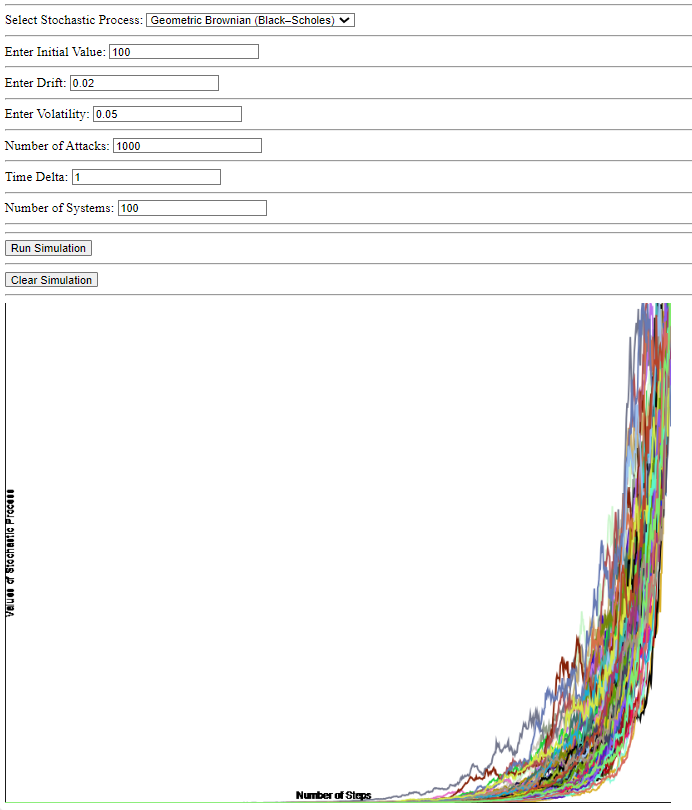 Select Stochastic Process: Geometric Brownian (Black–Scholes)
Enter Initial Value: 100
Enter Drift: 0.02
Enter Volatility: 0.05
Number of Attacks: 1000
Time Delta: 1
Number of Systems: 100
Run Simulation
Clear Simulation
Values of Stochastic Process
Number of Steps